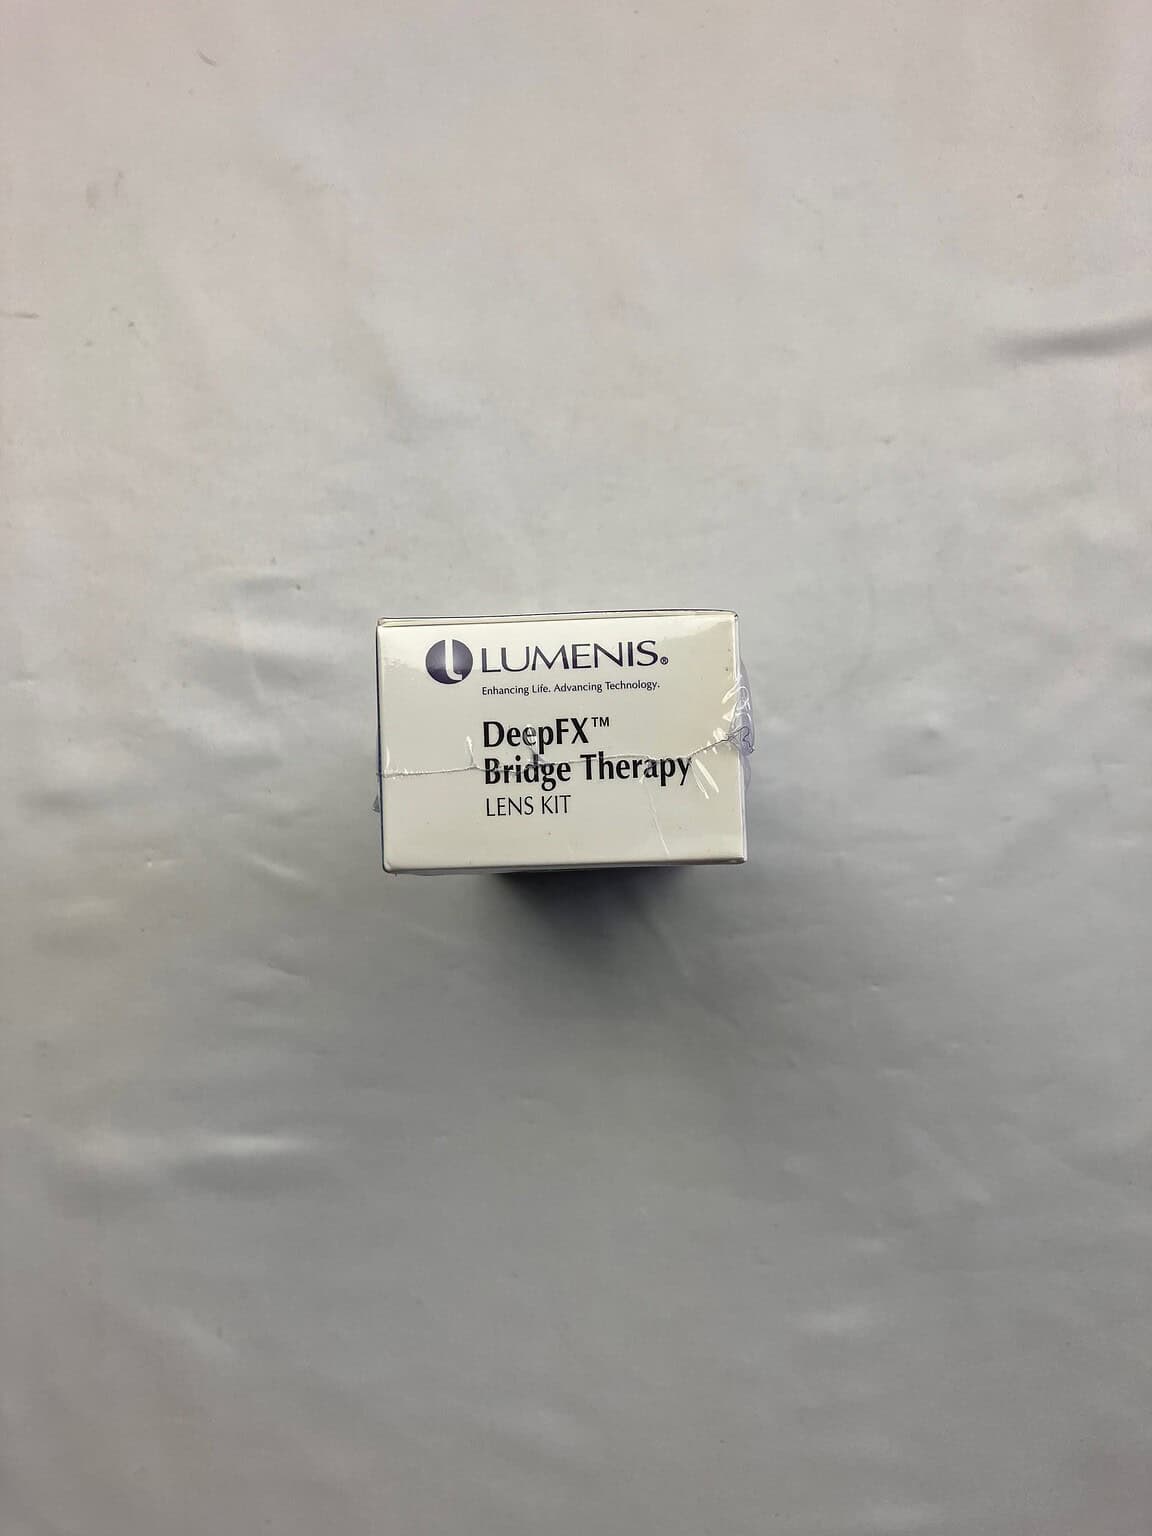 LUMENIS®
Enhancing Life. Advancing Technology.
DeepFX™
Bridge Therapy
LENS KIT